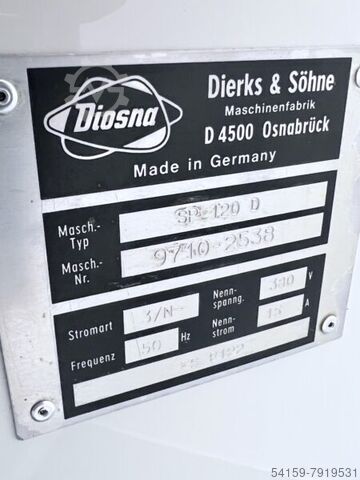 Diosna
Dierks & Söhne
Maschinenfabrik
D 4500 Osnabrück
Made in Germany
Masch.-
Typ
SP 120 D
Masch.-
Nr.
9710-2538
Stromart
3/N
Nenn-
spanng.
380
V
Frequenz
50
Hz
Nenn-
strom
15
A
54159-7919531